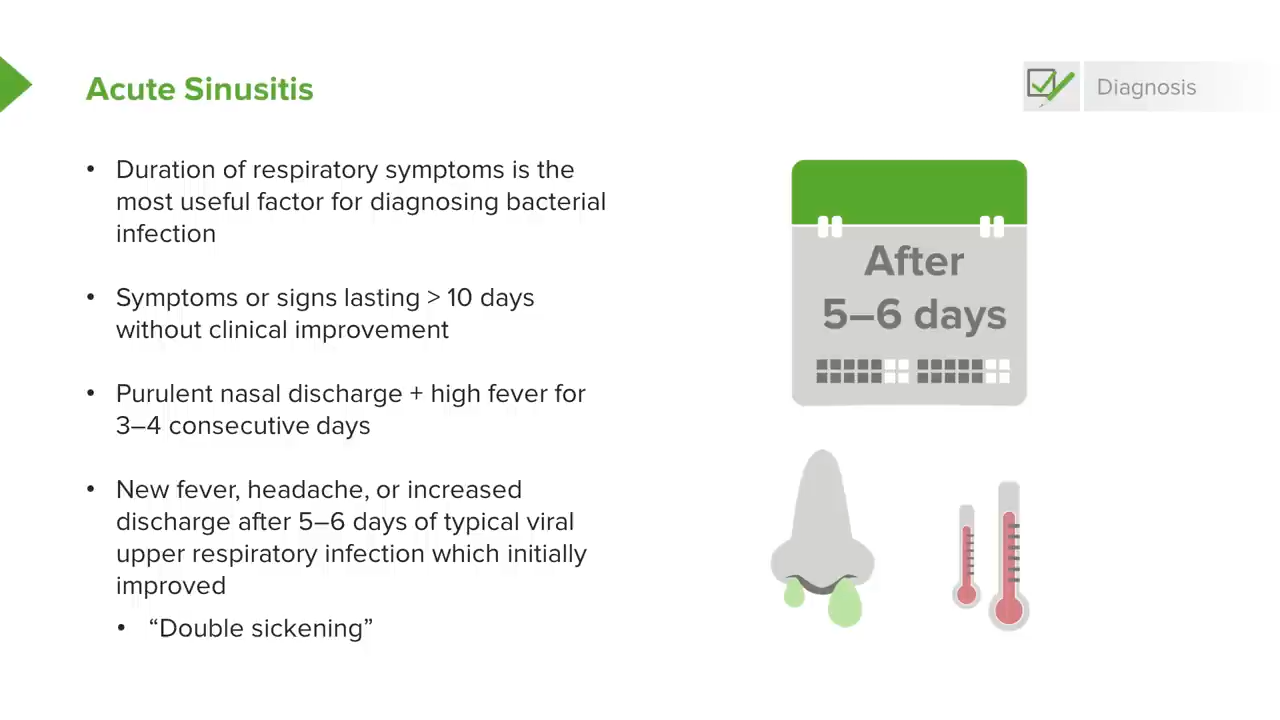 Acute Sinusitis
Diagnosis
• Duration of respiratory symptoms is the
most useful factor for diagnosing bacterial
infection
• Symptoms or signs lasting > 10 days
without clinical improvement
• Purulent nasal discharge + high fever for
3–4 consecutive days
• New fever, headache, or increased
discharge after 5–6 days of typical viral
upper respiratory infection which initially
improved
• “Double sickening”
After
5–6 days